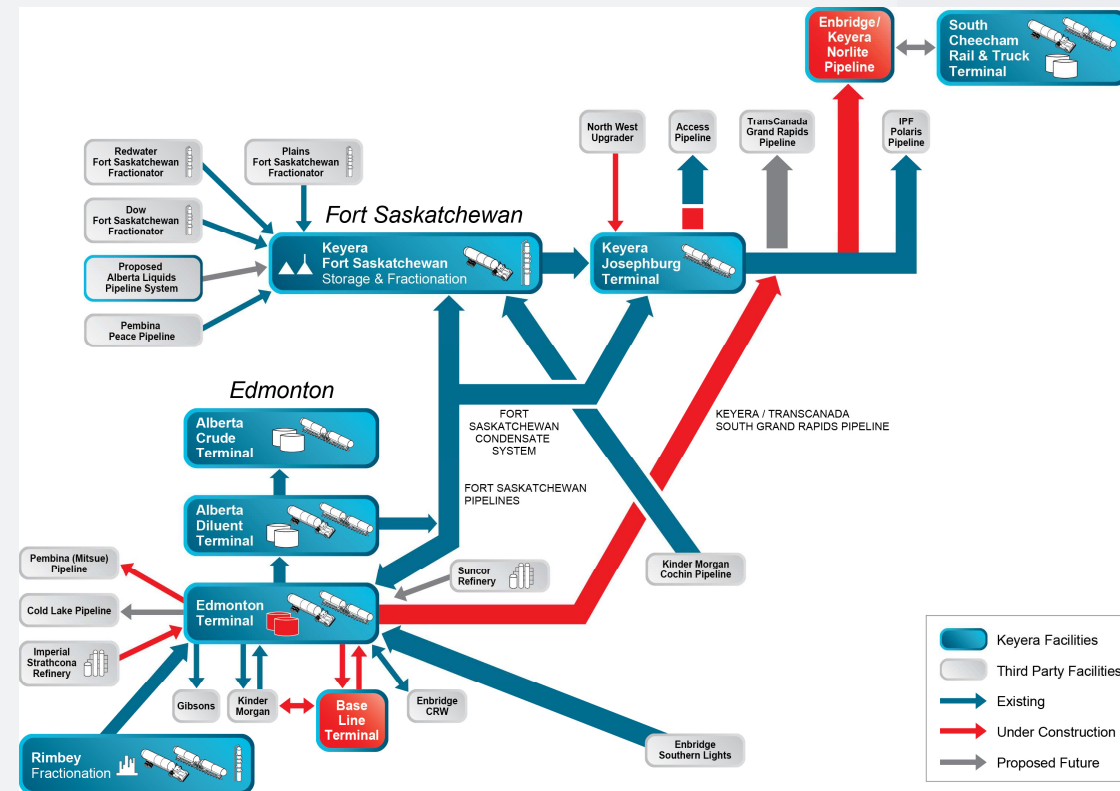 Enbridge/
Keyera
Norlite
Pipeline
South
Cheecham
Rail & Truck
Terminal
North West
Upgrader
Access
Pipeline
TransCanada
Grand Rapids
Pipeline
IPF
Polaris
Pipeline
Redwater
Fort Saskatchewan
Fractionator
Plains
Fort Saskatchewan
Fractionator
Dow
Fort Saskatchewan
Fractionator
Proposed
Alberta Liquids
Pipeline System
Pembina
Peace Pipeline
Fort Saskatchewan
Keyera
Fort Saskatchewan
Storage & Fractionation
Keyera
Josephburg
Terminal
Edmonton
Alberta
Crude
Terminal
Alberta
Diluent
Terminal
Edmonton
Terminal
FORT
SASKATCHEWAN
CONDENSATE
SYSTEM
FORT SASKATCHEWAN
PIPELINES
KEYERA / TRANSCANADA
SOUTH GRAND RAPIDS PIPELINE
Suncor
Refinery
Kinder Morgan
Cochin Pipeline
Pembina (Mitsue)
Pipeline
Cold Lake Pipeline
Imperial
Strathcona
Refinery
Gibsons
Kinder
Morgan
Base
Line
Terminal
Enbridge
CRW
Enbridge
Southern Lights
Rimbey
Fractionation
Keyera Facilities
Third Party Facilities
Existing
Under Construction
Proposed Future